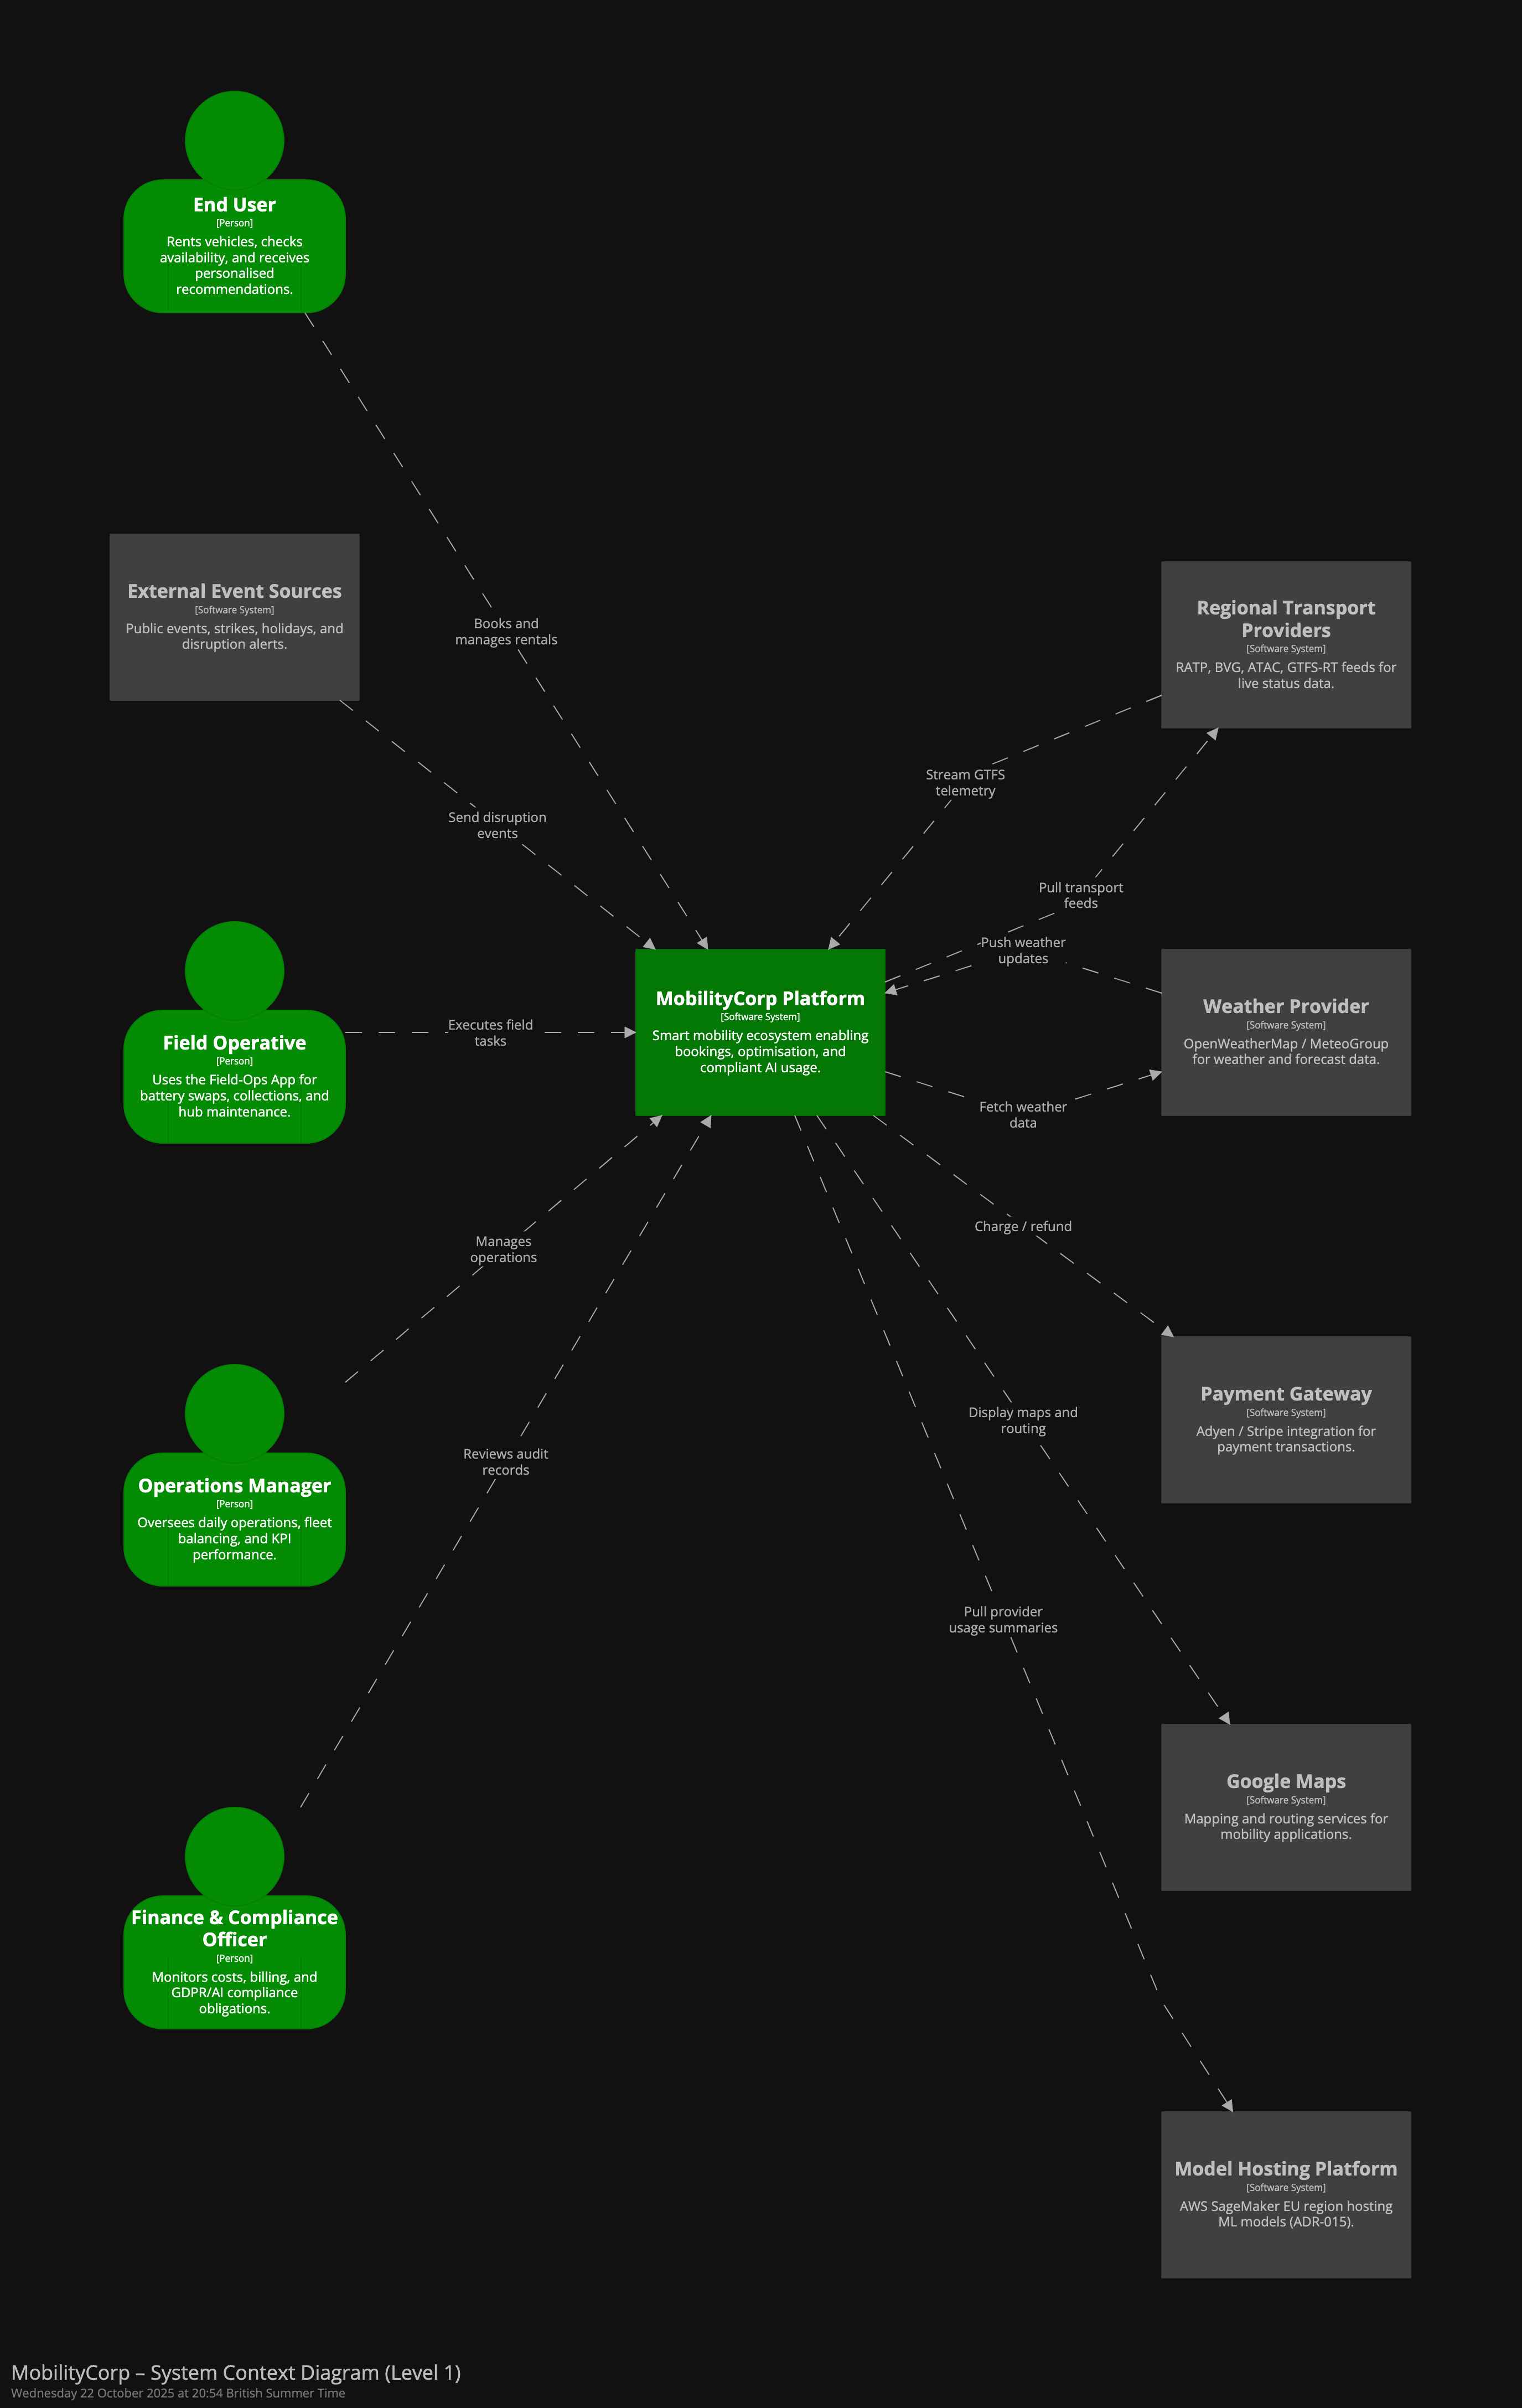 End User
[Person]
Rents vehicles, checks
availability, and receives
personalised
recommendations.
External Event Sources
[Software System]
Public events, strikes, holidays, and
disruption alerts.
Books and
manages rentals
Regional Transport
Providers
[Software System]
RATP, BVG, ATAC, GTFS-RT feeds for
live status data.
Stream GTFS
telemetry
Send disruption
events
Pull transport
feeds
Push weather
updates
Field Operative
[Person]
Uses the Field-Ops App for
battery swaps, collections, and
hub maintenance.
Executes field
tasks
MobilityCorp Platform
[Software System]
Smart mobility ecosystem enabling
bookings, optimisation, and
compliant AI usage.
Weather Provider
[Software System]
OpenWeatherMap / MeteoGroup
for weather and forecast data.
Fetch weather
data
Charge / refund
Manages
operations
Payment Gateway
[Software System]
Adyen / Stripe integration for
payment transactions.
Display maps and
routing
Reviews audit
records
Operations Manager
[Person]
Oversees daily operations, fleet
balancing, and KPI
performance.
Pull provider
usage summaries
Google Maps
[Software System]
Mapping and routing services for
mobility applications.
Finance & Compliance
Officer
[Person]
Monitors costs, billing, and
GDPR/AI compliance
obligations.
Model Hosting Platform
[Software System]
AWS SageMaker EU region hosting
ML models (ADR-015).
MobilityCorp – System Context Diagram (Level 1)
Wednesday 22 October 2025 at 20:54 British Summer Time